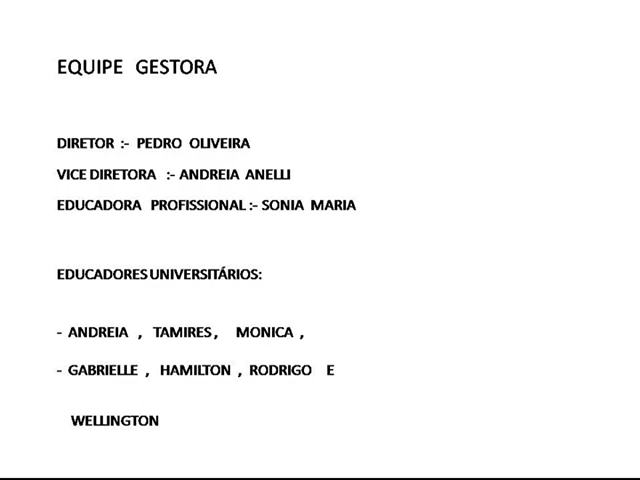 EQUIPE GESTORA
DIRETOR :- PEDRO OLIVEIRA
VICE DIRETORA :- ANDREIA ANELLI
EDUCADORA PROFISSIONAL :- SONIA MARIA
EDUCADORES UNIVERSITÁRIOS:
- ANDREIA , TAMIRES , MONICA ,
- GABRIELLE , HAMILTON , RODRIGO E
WELLINGTON